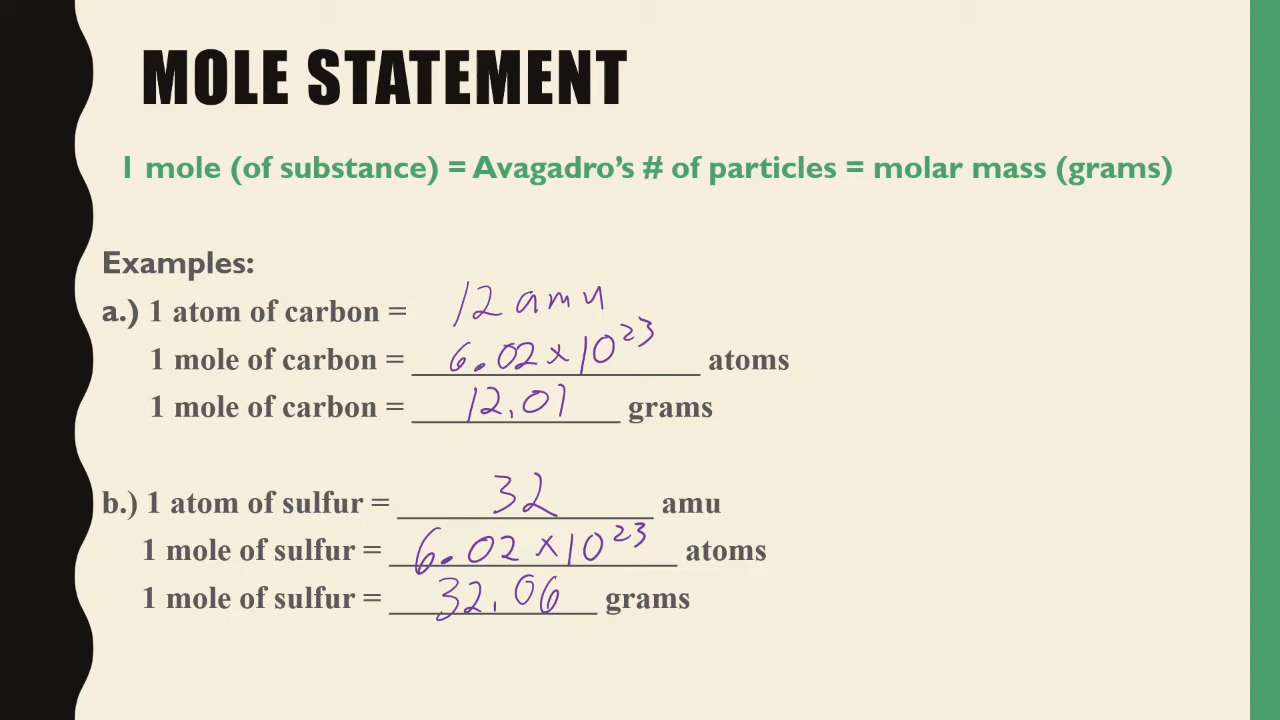 MOLE STATEMENT
1 mole (of substance) = Avagadro's # of particles = molar mass (grams)
Examples:
a.) 1 atom of carbon = 12 amu
1 mole of carbon = 6.02 x 10^23 atoms
1 mole of carbon = 12.01 grams
b.) 1 atom of sulfur = 32 amu
1 mole of sulfur = 6.02 x 10^23 atoms
1 mole of sulfur = 32.06 grams